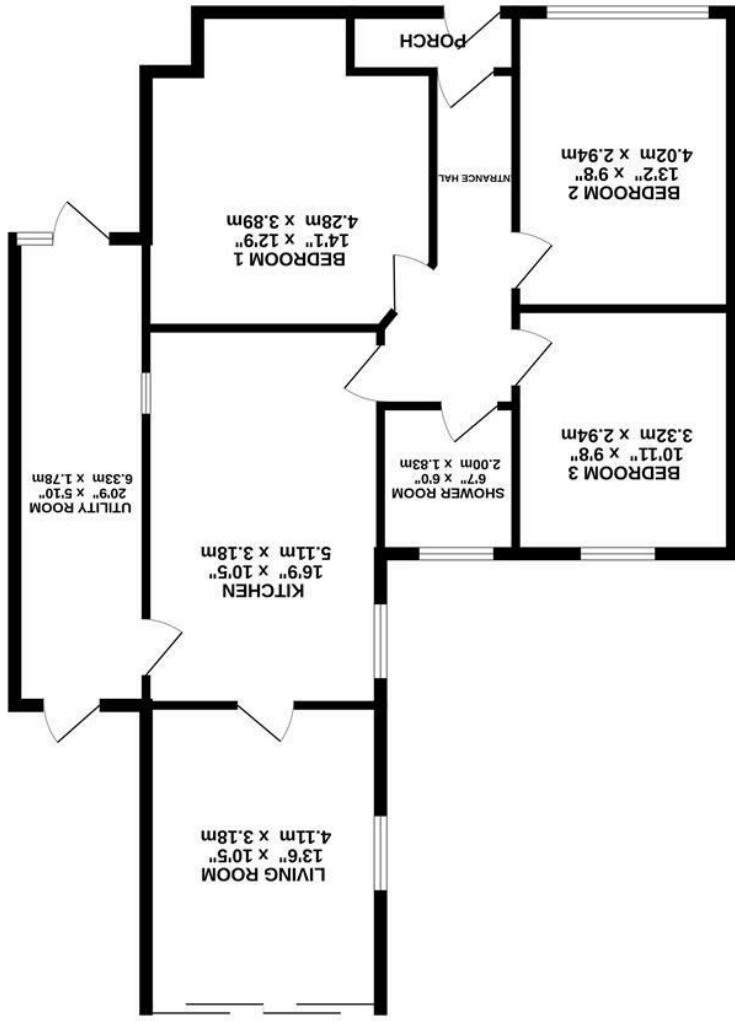 LIVING ROOM
13'6" x 10'5"
4.11m x 3.18m
KITCHEN
16'9" x 10'5"
5.11m x 3.18m
UTILITY ROOM
20'9" x 5'10"
6.33m x 1.78m
SHOWER ROOM
6'7" x 6'0"
2.00m x 1.83m
BEDROOM 3
10'11" x 9'8"
3.32m x 2.94m
BEDROOM 1
14'1" x 12'9"
4.28m x 3.89m
BEDROOM 2
13'2" x 9'8"
4.02m x 2.94m
NTRANCE HAL
PORCH